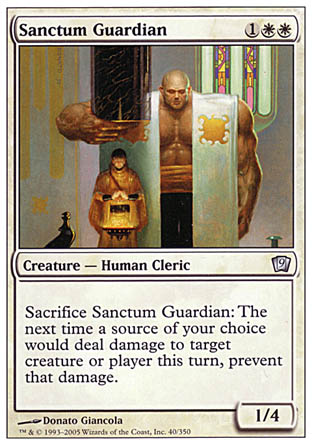 Sanctum Guardian 1
Creature — Human Cleric 9
Sacrifice Sanctum Guardian: The
next time a source of your choice
would deal damage to target
creature or player this turn, prevent
that damage.
Donato Giancola
™ & © 1993–2005 Wizards of the Coast, Inc. 40/350
1/4